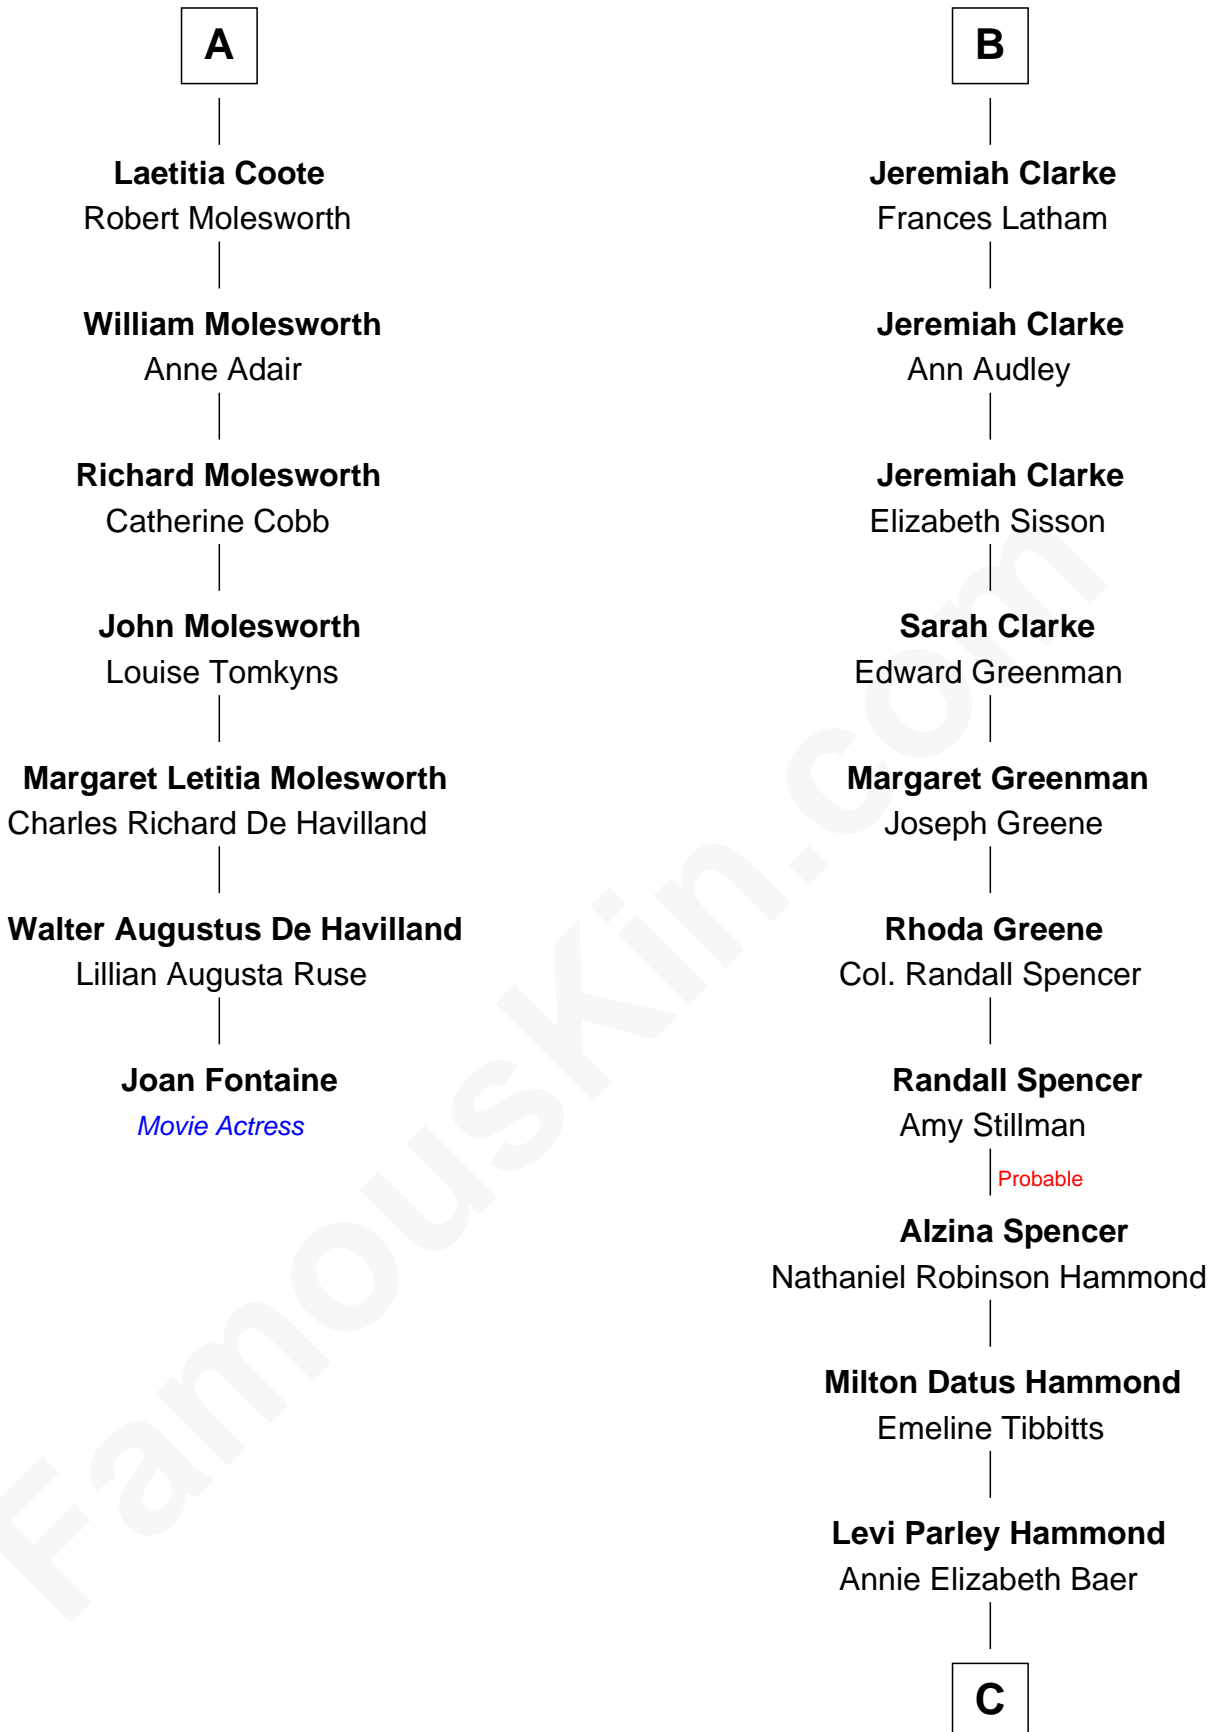 A
Laetitia Coote
Robert Molesworth
William Molesworth
Anne Adair
Richard Molesworth
Catherine Cobb
John Molesworth
Louise Tomkyns
Margaret Letitia Molesworth
Charles Richard De Havilland
Walter Augustus De Havilland
Lillian Augusta Ruse
Joan Fontaine
Movie Actress
B
Jeremiah Clarke
Frances Latham
Jeremiah Clarke
Ann Audley
Jeremiah Clarke
Elizabeth Sisson
Sarah Clarke
Edward Greenman
Margaret Greenman
Joseph Greene
Rhoda Greene
Col. Randall Spencer
Randall Spencer
Amy Stillman
Probable
Alzina Spencer
Nathaniel Robinson Hammond
Milton Datus Hammond
Emeline Tibbitts
Levi Parley Hammond
Annie Elizabeth Baer
C
FamousKin.com